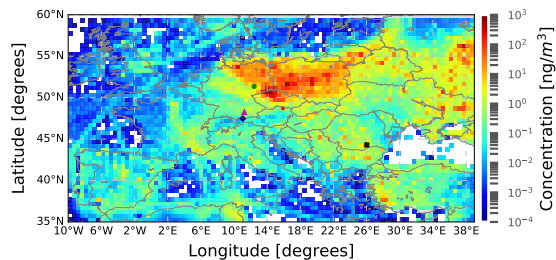 60°N
55°N
50°N
45°N
40°N
35°N
Latitude [degrees]
10°W 6°W 2°W 2°E 6°E 10°E 14°E 18°E 22°E 26°E 30°E 34°E 38°E
Longitude [degrees]
10³
10²
10¹
10⁰
10⁻¹
10⁻²
10⁻³
10⁻⁴
Concentration [ng/m³]